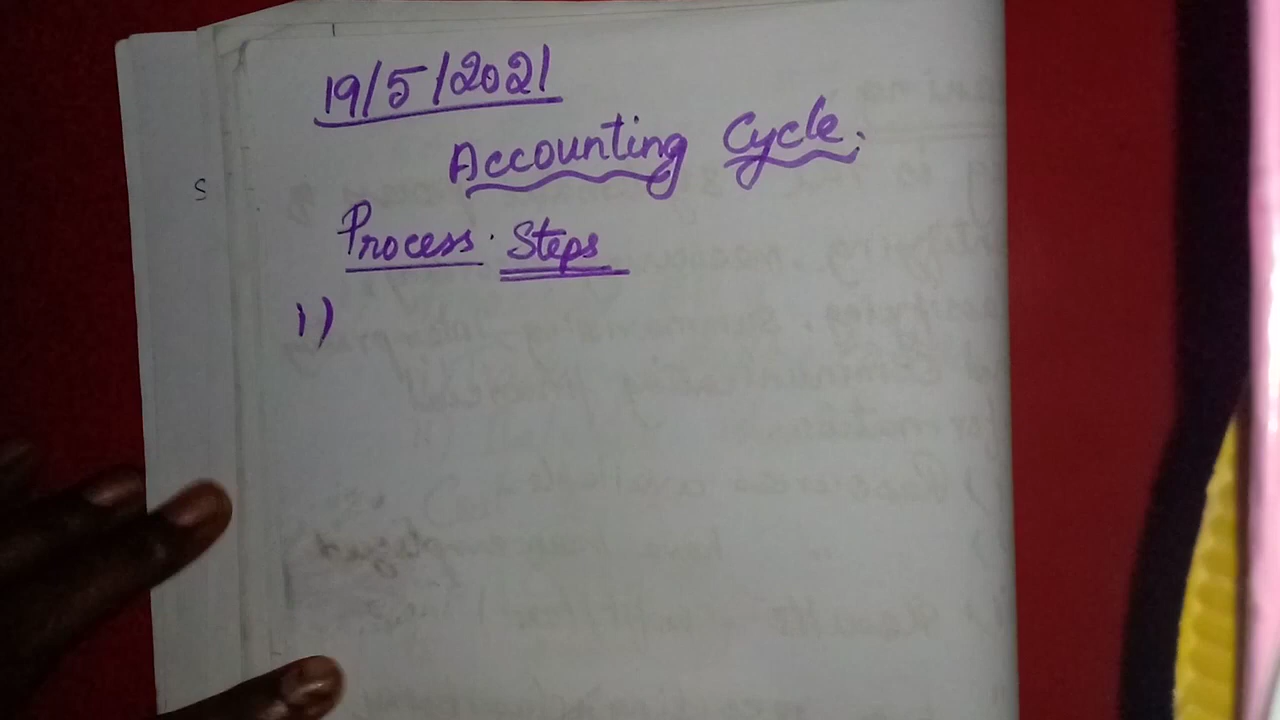 19/5/2021
Accounting Cycle.
S
Process Steps
1)